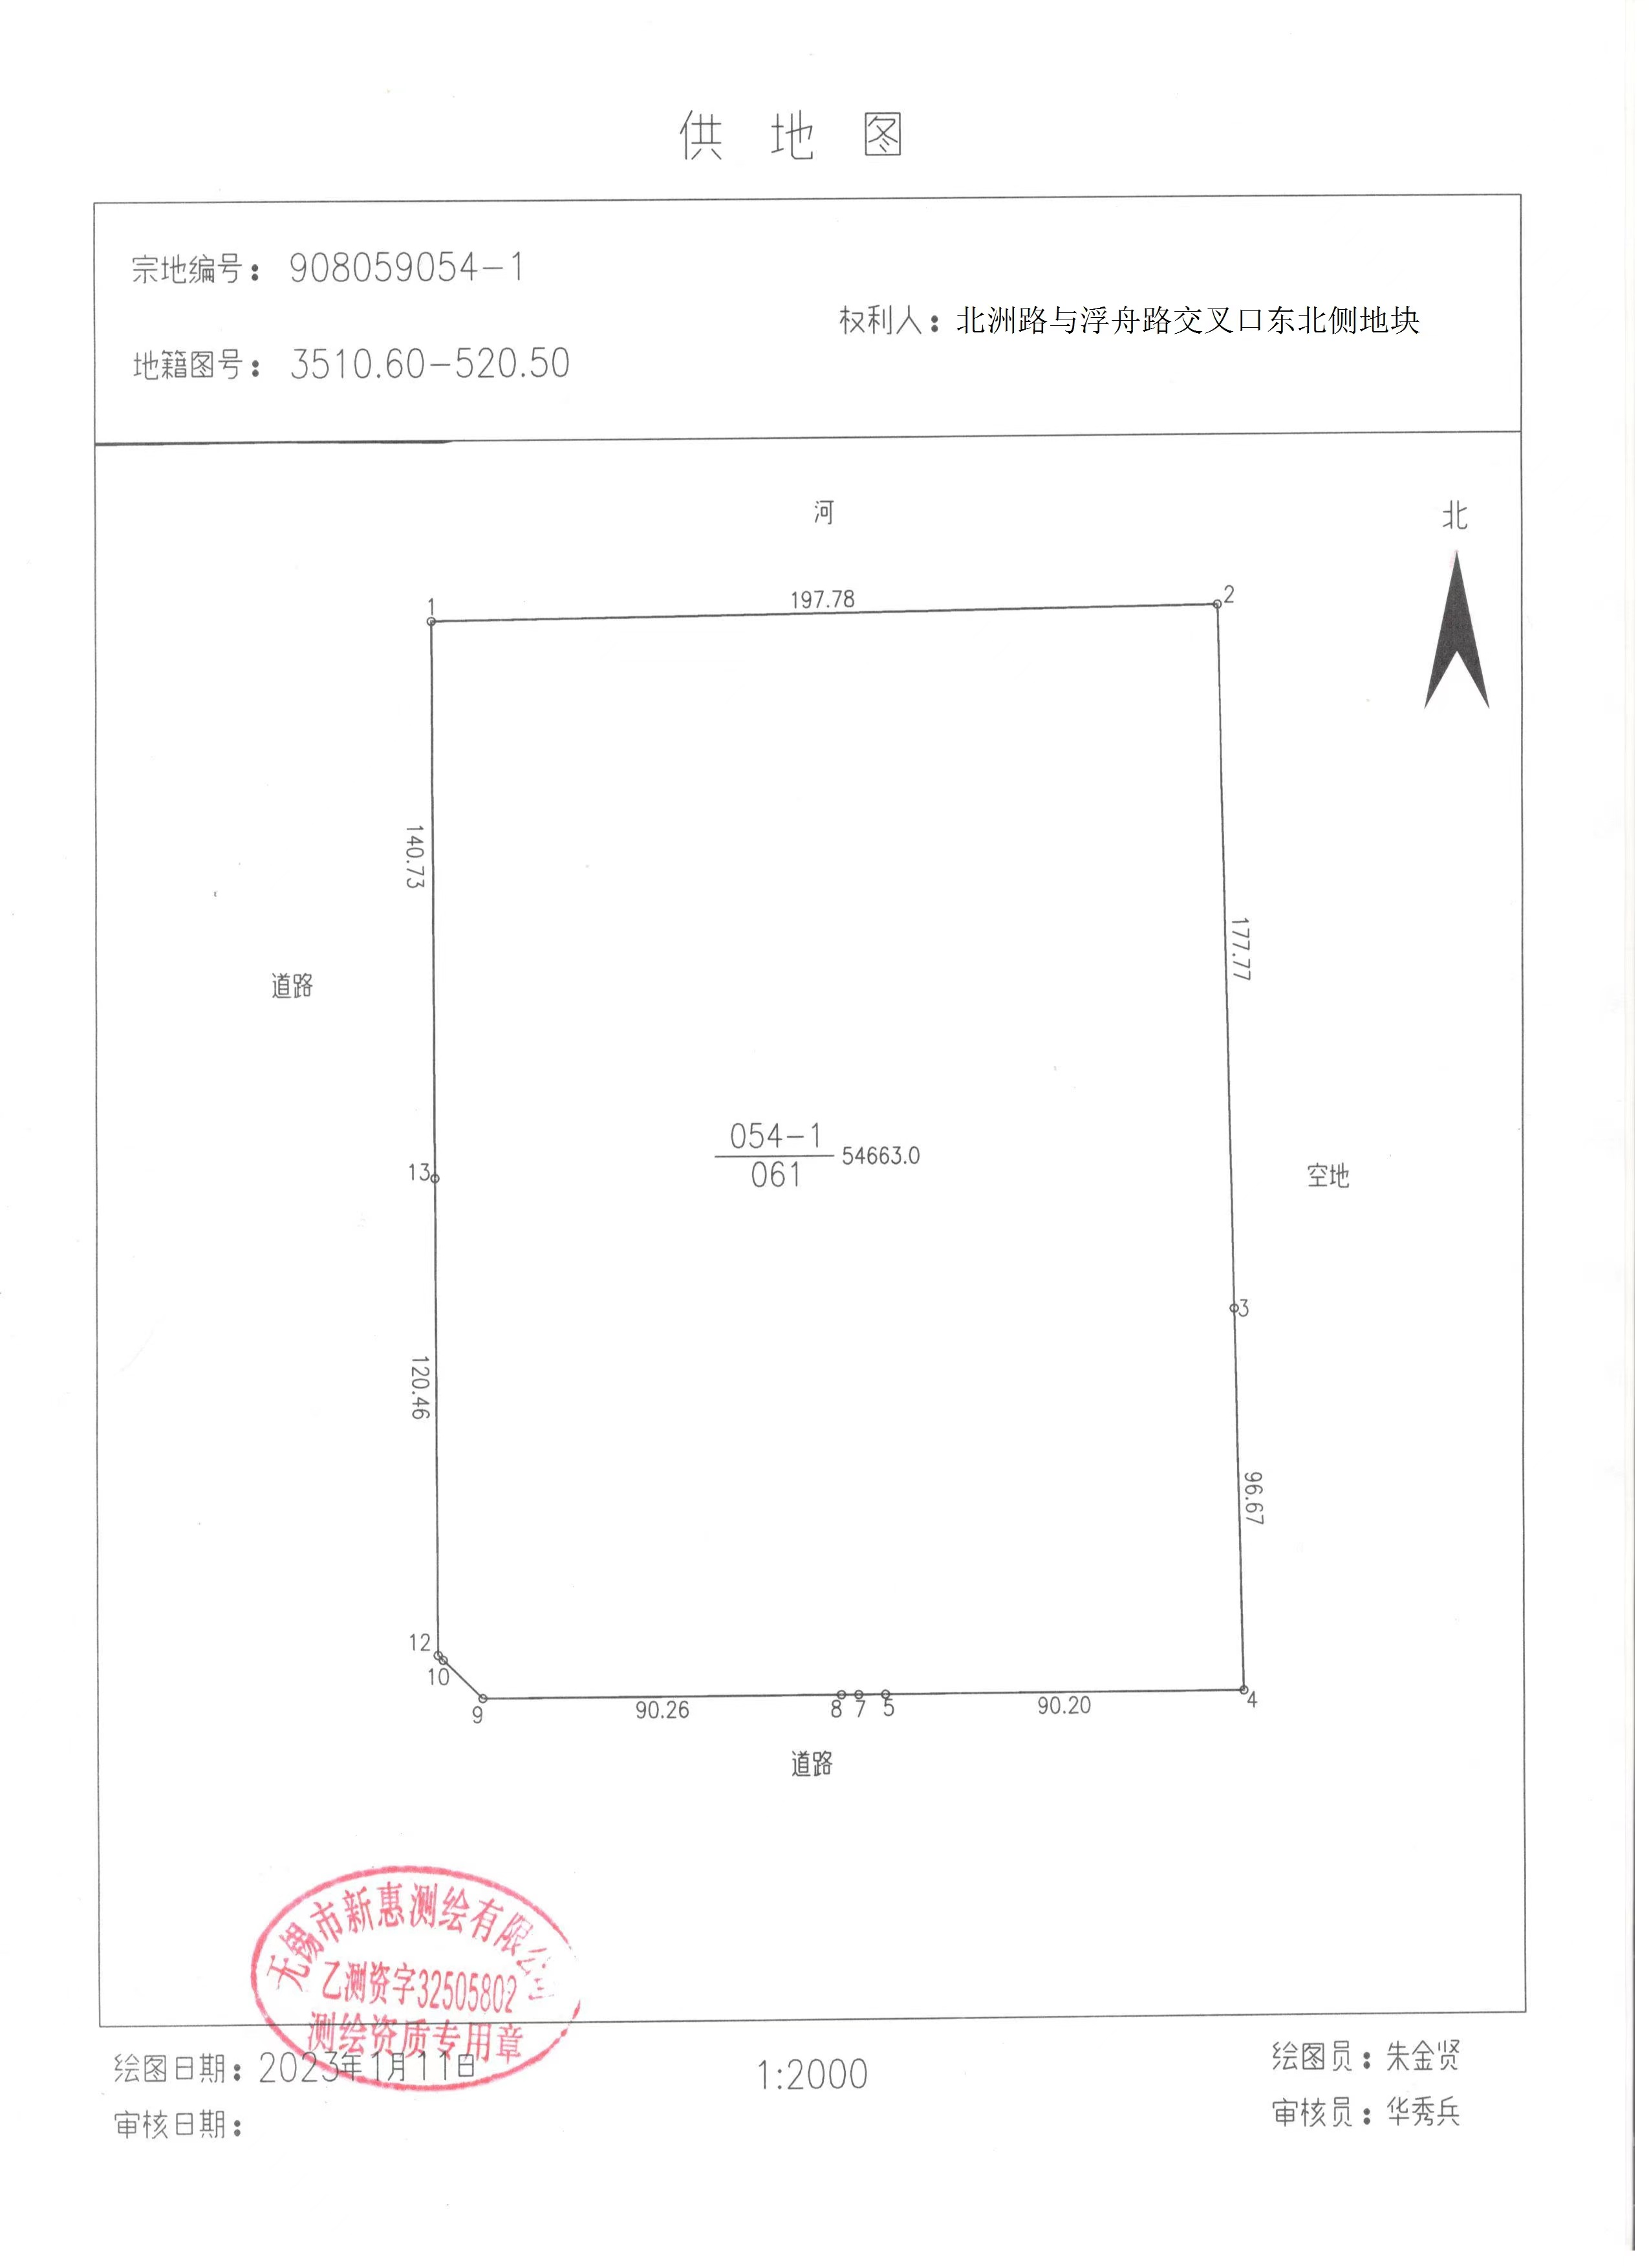 供地图
宗地编号：908059054-1
权利人：北洲路与浮舟路交叉口东北侧地块
地籍图号：3510.60-520.50
河
北
1
197.78
2
140.73
177.77
道路
054-1
061
54663.0
13
空地
3
120.46
96.67
12
10
9
90.26
8
7
5
90.20
4
道路
无锡市新惠测绘有限公司
乙测资字32505802
测绘资质专用章
绘图日期：2023年1月11日
1:2000
绘图员：朱金贤
审核日期：
审核员：华秀兵